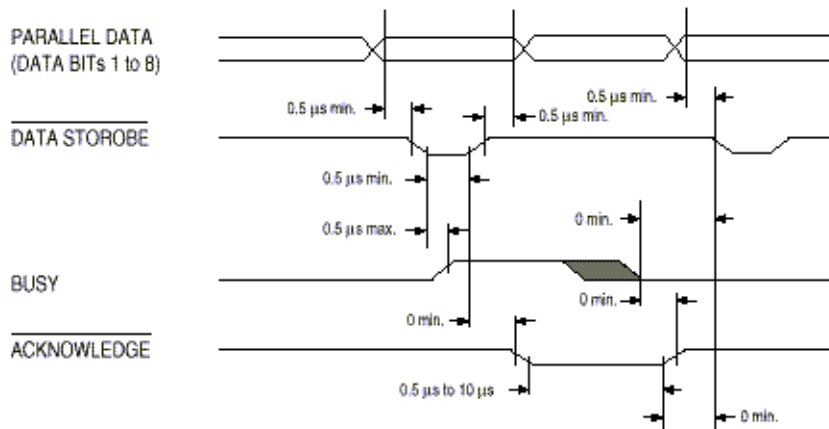 PARALLEL DATA
(DATA BITs 1 to 8)
0.5 µs min.
0.5 µs min.
0.5 µs min.
DATA STOROBE
0.5 µs min.
0.5 µs max.
0 min.
BUSY
0 min.
0 min.
ACKNOWLEDGE
0.5 µs to 10 µs
0 min.